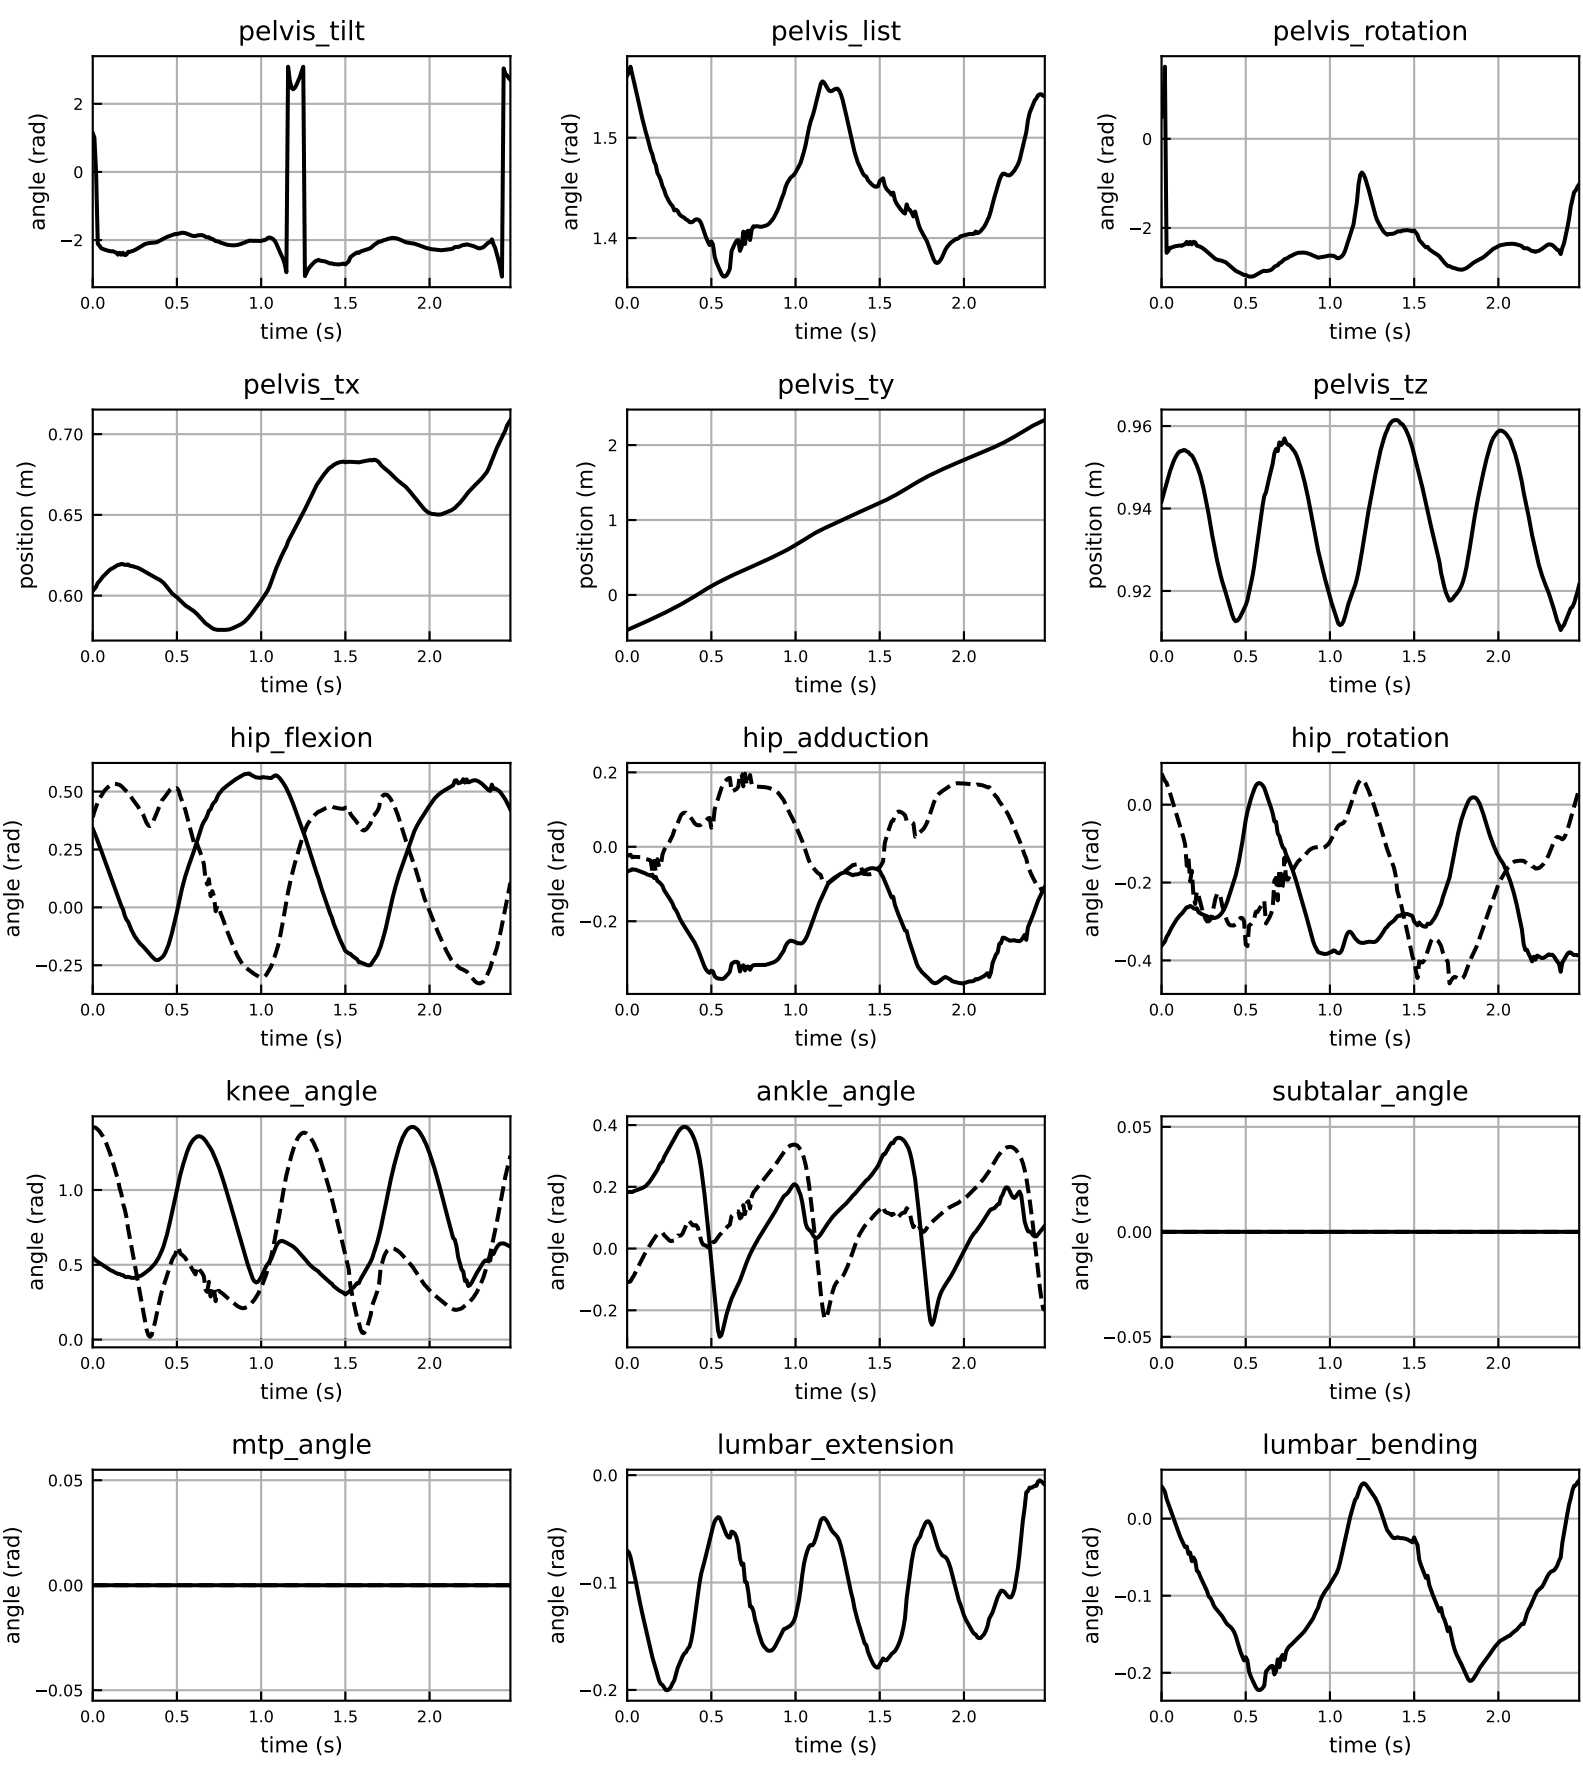 pelvis_tilt
angle (rad)
2
0
−2
0.0 0.5 1.0 1.5 2.0
time (s)
pelvis_list
angle (rad)
1.5
1.4
0.0 0.5 1.0 1.5 2.0
time (s)
pelvis_rotation
angle (rad)
0
−2
0.0 0.5 1.0 1.5 2.0
time (s)
pelvis_tx
position (m)
0.70
0.65
0.60
0.0 0.5 1.0 1.5 2.0
time (s)
pelvis_ty
position (m)
2
1
0
0.0 0.5 1.0 1.5 2.0
time (s)
pelvis_tz
position (m)
0.96
0.94
0.92
0.0 0.5 1.0 1.5 2.0
time (s)
hip_flexion
angle (rad)
0.50
0.25
0.00
−0.25
0.0 0.5 1.0 1.5 2.0
time (s)
hip_adduction
angle (rad)
0.2
0.0
−0.2
0.0 0.5 1.0 1.5 2.0
time (s)
hip_rotation
angle (rad)
0.0
−0.2
−0.4
0.0 0.5 1.0 1.5 2.0
time (s)
knee_angle
angle (rad)
1.0
0.5
0.0
0.0 0.5 1.0 1.5 2.0
time (s)
ankle_angle
angle (rad)
0.4
0.2
0.0
−0.2
0.0 0.5 1.0 1.5 2.0
time (s)
subtalar_angle
angle (rad)
0.05
0.00
−0.05
0.0 0.5 1.0 1.5 2.0
time (s)
mtp_angle
angle (rad)
0.05
0.00
−0.05
0.0 0.5 1.0 1.5 2.0
time (s)
lumbar_extension
angle (rad)
0.0
−0.1
−0.2
0.0 0.5 1.0 1.5 2.0
time (s)
lumbar_bending
angle (rad)
0.0
−0.1
−0.2
0.0 0.5 1.0 1.5 2.0
time (s)